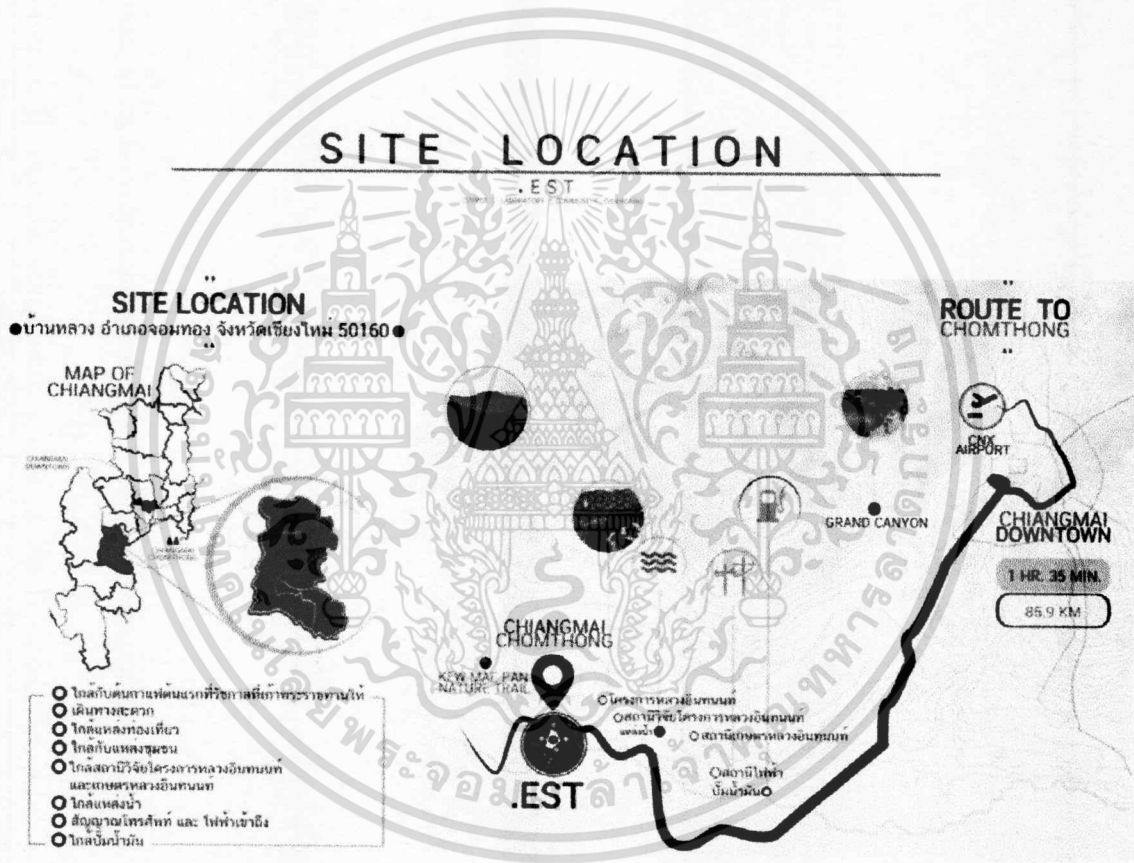 SITE LOCATION
.EST
"
SITE LOCATION
●บ้านหลวง อำเภอจอมทอง จังหวัดเชียงใหม่ 50160●
"
MAP OF
CHIANGMAI
CHIANGMAI
DOWNTOWN
CHIANGMAI
CHOMTHONG
"
ROUTE TO
CHOMTHONG
"
CNX
AIRPORT
GRAND CANYON
CHIANGMAI
DOWNTOWN
1 HR. 35 MIN.
85.9 KM
CHIANGMAI
CHOMTHONG
KEW MAE PAN
NATURE TRAIL
.EST
โครงการหลวงอินทนนท์
สถานีวิจัยโครงการหลวงอินทนนท์
แหล่งน้ำ
สถานีเกษตรหลวงอินทนนท์
สถานีไฟฟ้า
ปั๊มน้ำมัน
ใกล้กับต้นกาแฟต้นแรกที่รัชกาลที่เก้าพระราชทานให้
เดินทางสะดวก
ใกล้แหล่งท่องเที่ยว
ใกล้กับแหล่งชุมชน
ใกล้สถานีวิจัยโครงการหลวงอินทนนท์
และเกษตรหลวงอินทนนท์
ใกล้แหล่งน้ำ
สัญญาณโทรศัพท์ และ ไฟฟ้าเข้าถึง
ใกล้ปั๊มน้ำมัน